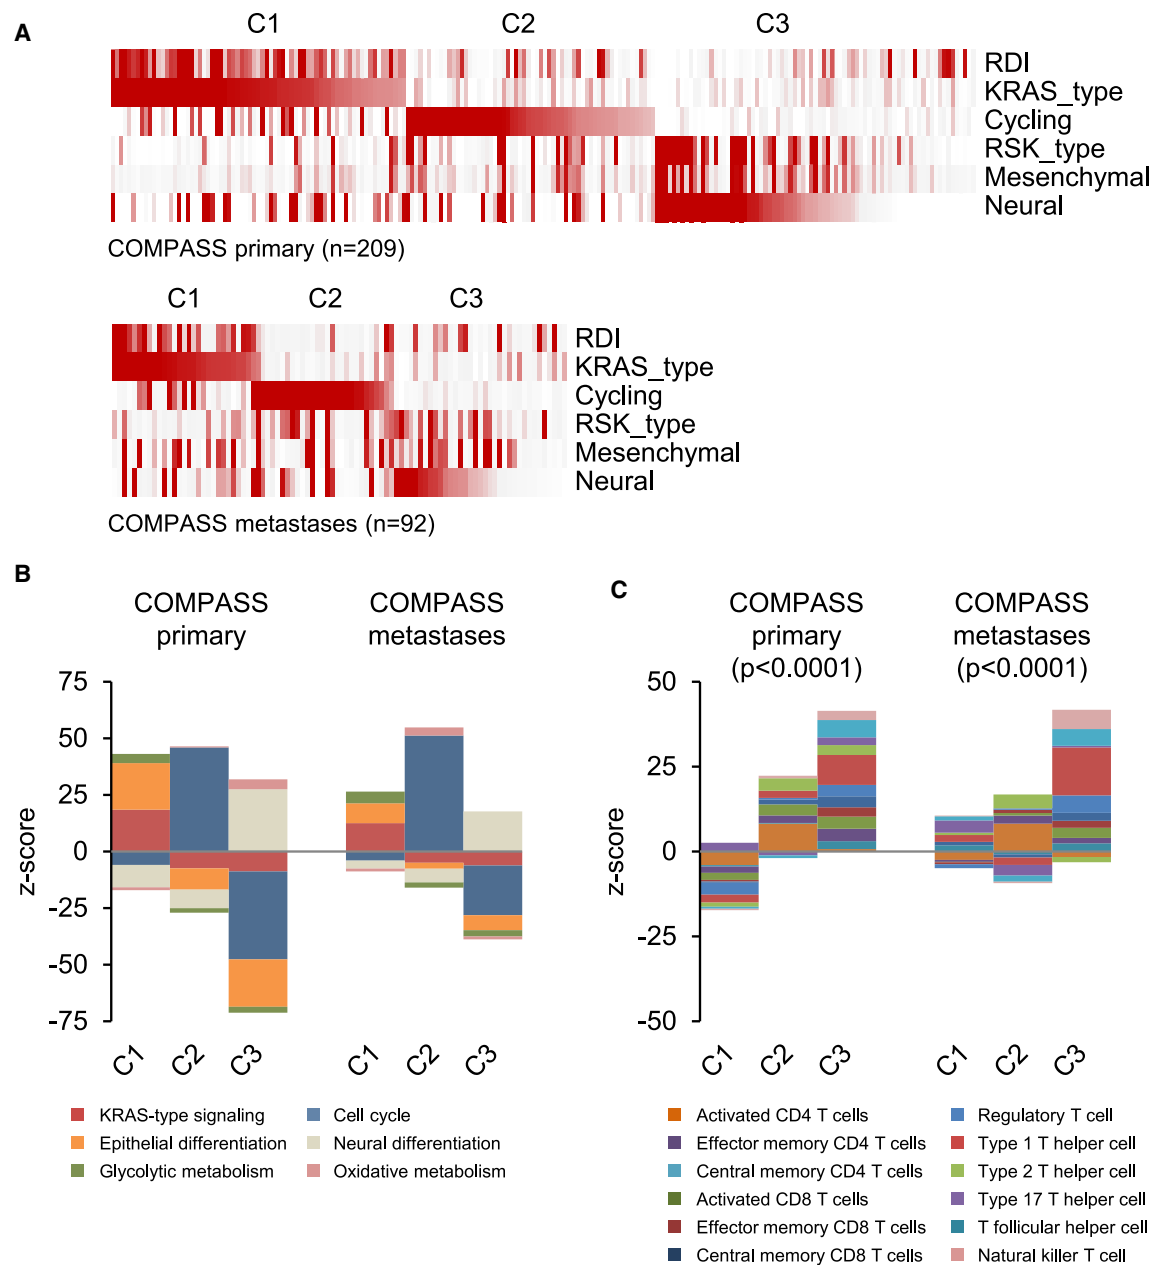 A
C1 C2 C3
RDI
KRAS_type
Cycling
RSK_type
Mesenchymal
Neural
COMPASS primary (n=209)
C1 C2 C3
RDI
KRAS_type
Cycling
RSK_type
Mesenchymal
Neural
COMPASS metastases (n=92)
B
COMPASS primary
COMPASS metastases
75
50
25
0
-25
-50
-75
z-score
C1 C2 C3
C1 C2 C3
KRAS-type signaling
Epithelial differentiation
Glycolytic metabolism
Cell cycle
Neural differentiation
Oxidative metabolism
C
COMPASS primary (p<0.0001)
COMPASS metastases (p<0.0001)
50
25
0
-25
-50
z-score
C1 C2 C3
C1 C2 C3
Activated CD4 T cells
Effector memory CD4 T cells
Central memory CD4 T cells
Activated CD8 T cells
Effector memory CD8 T cells
Central memory CD8 T cells
Regulatory T cell
Type 1 T helper cell
Type 2 T helper cell
Type 17 T helper cell
T follicular helper cell
Natural killer T cell